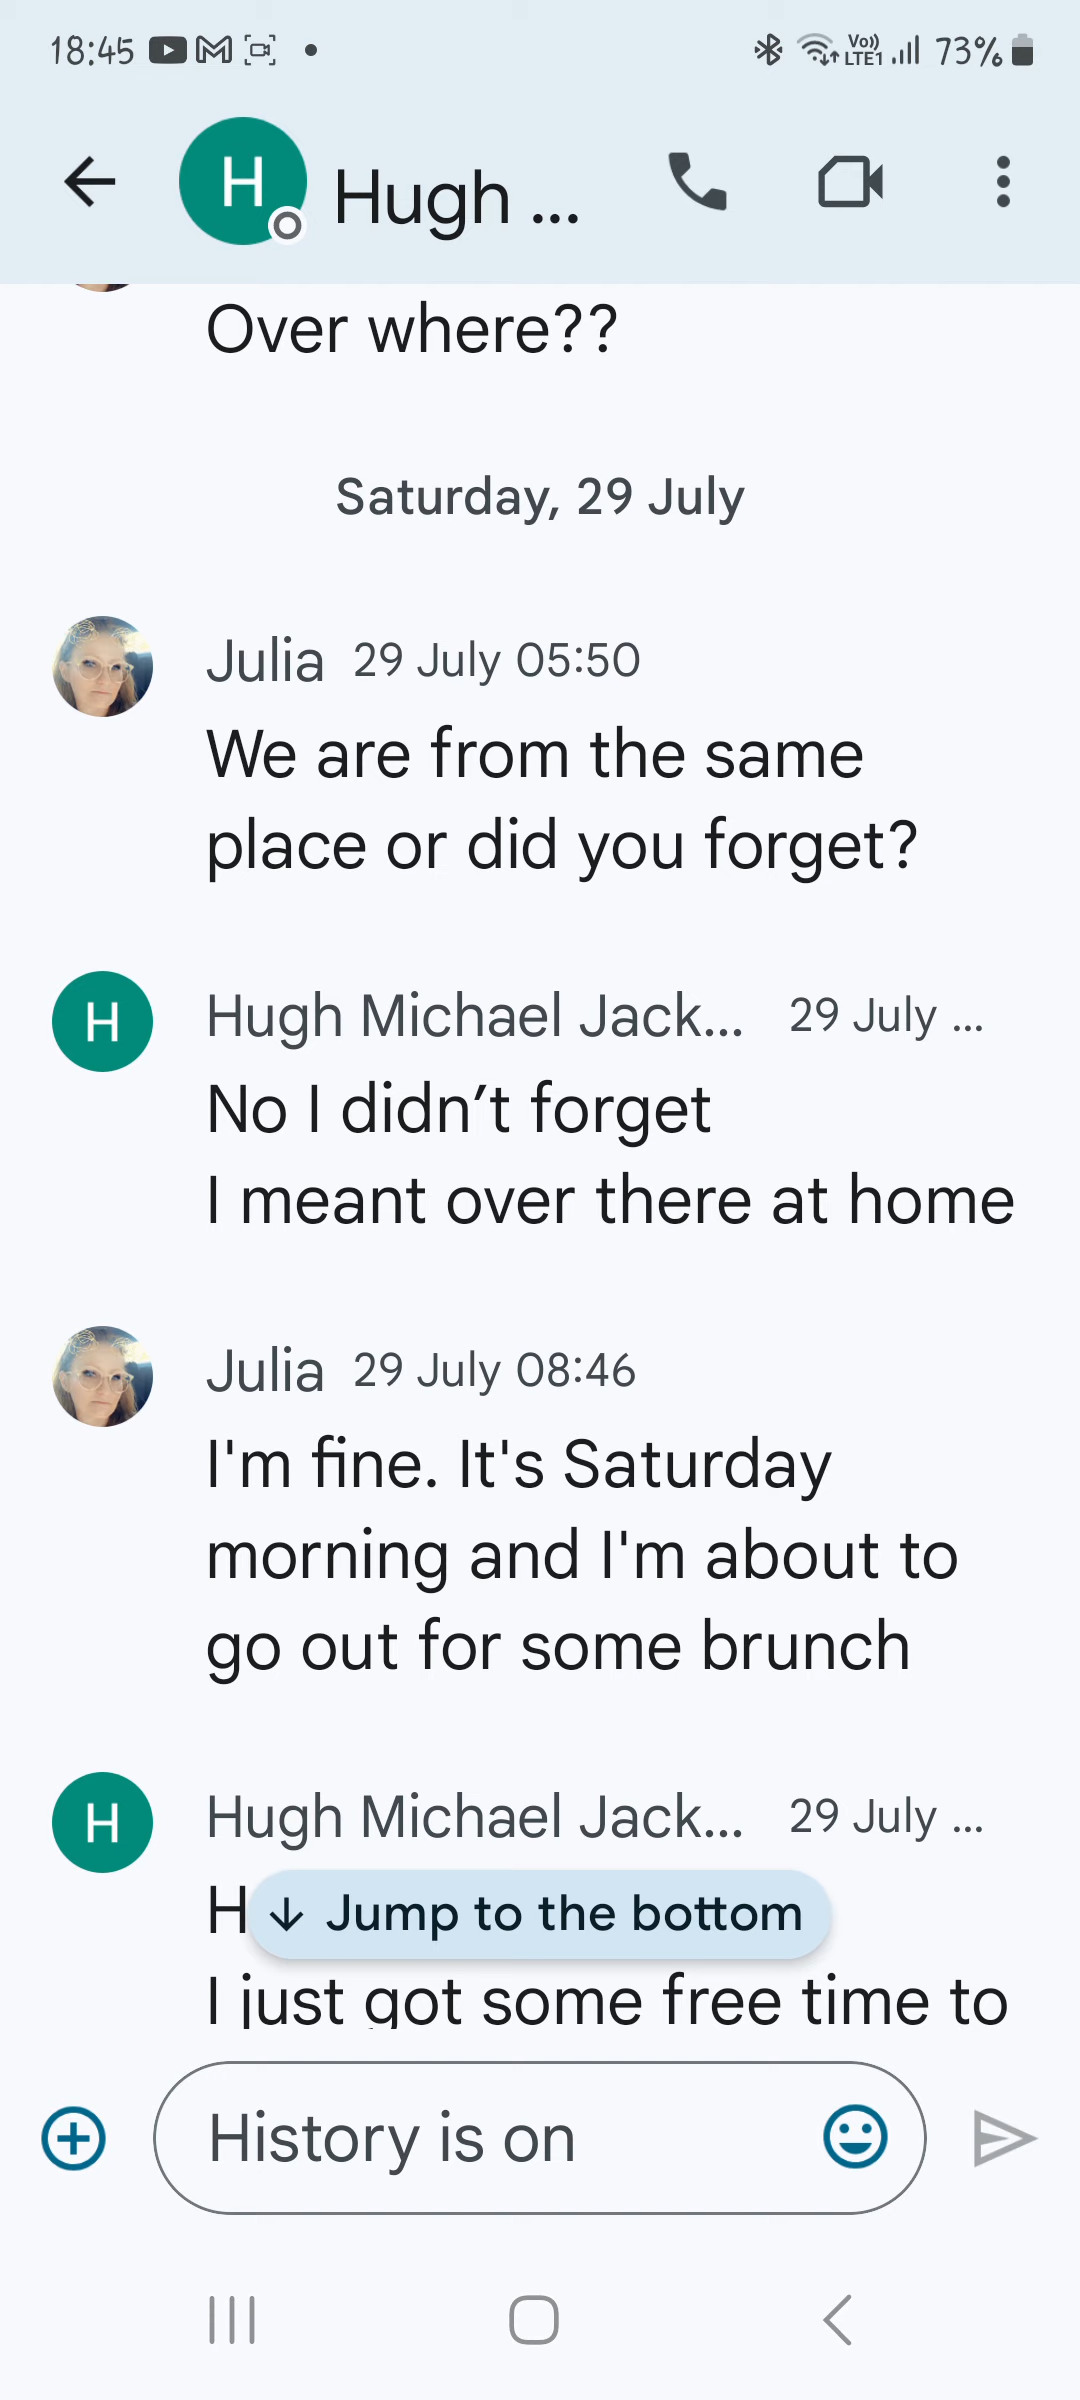 18:45 Vo)) LTE1 73%
H Hugh ...
Over where??
Saturday, 29 July
Julia 29 July 05:50
We are from the same
place or did you forget?
H Hugh Michael Jack... 29 July ...
No I didn’t forget
I meant over there at home
Julia 29 July 08:46
I'm fine. It's Saturday
morning and I'm about to
go out for some brunch
H Hugh Michael Jack... 29 July ...
H
Jump to the bottom
I just got some free time to
History is on